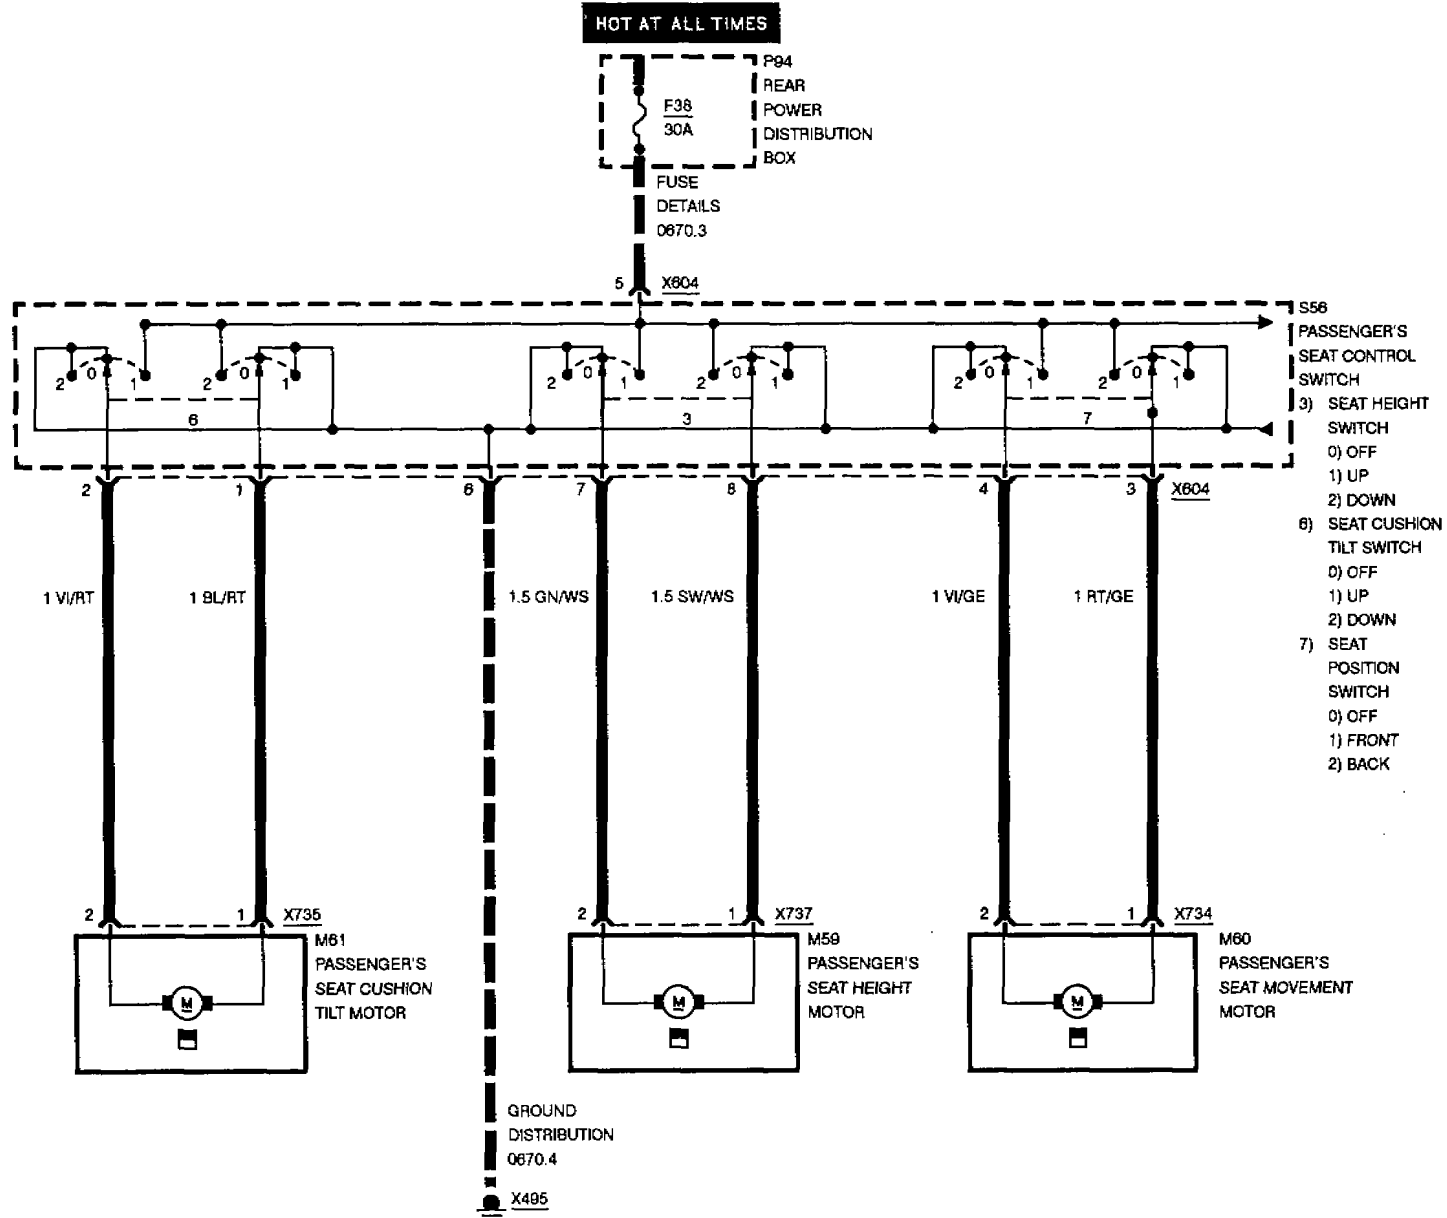 HOT AT ALL TIMES
P94
REAR
POWER
DISTRIBUTION
BOX
F38
30A
FUSE
DETAILS
0670.3
5 X604
S56
PASSENGER'S
SEAT CONTROL
SWITCH
3) SEAT HEIGHT
SWITCH
0) OFF
1) UP
2) DOWN
6) SEAT CUSHION
TILT SWITCH
0) OFF
1) UP
2) DOWN
7) SEAT
POSITION
SWITCH
0) OFF
1) FRONT
2) BACK
2 0 1 2 0 1 2 0 1 2 0 1 2 0 1 2 0 1
6 3 7
2 1 6 7 8 4 3 X604
1 VI/RT 1 BL/RT 1.5 GN/WS 1.5 SW/WS 1 VI/GE 1 RT/GE
2 1 X735 2 1 X737 2 1 X734
M61
PASSENGER'S
SEAT CUSHION
TILT MOTOR
M
M59
PASSENGER'S
SEAT HEIGHT
MOTOR
M
M60
PASSENGER'S
SEAT MOVEMENT
MOTOR
M
GROUND
DISTRIBUTION
0670.4
X495